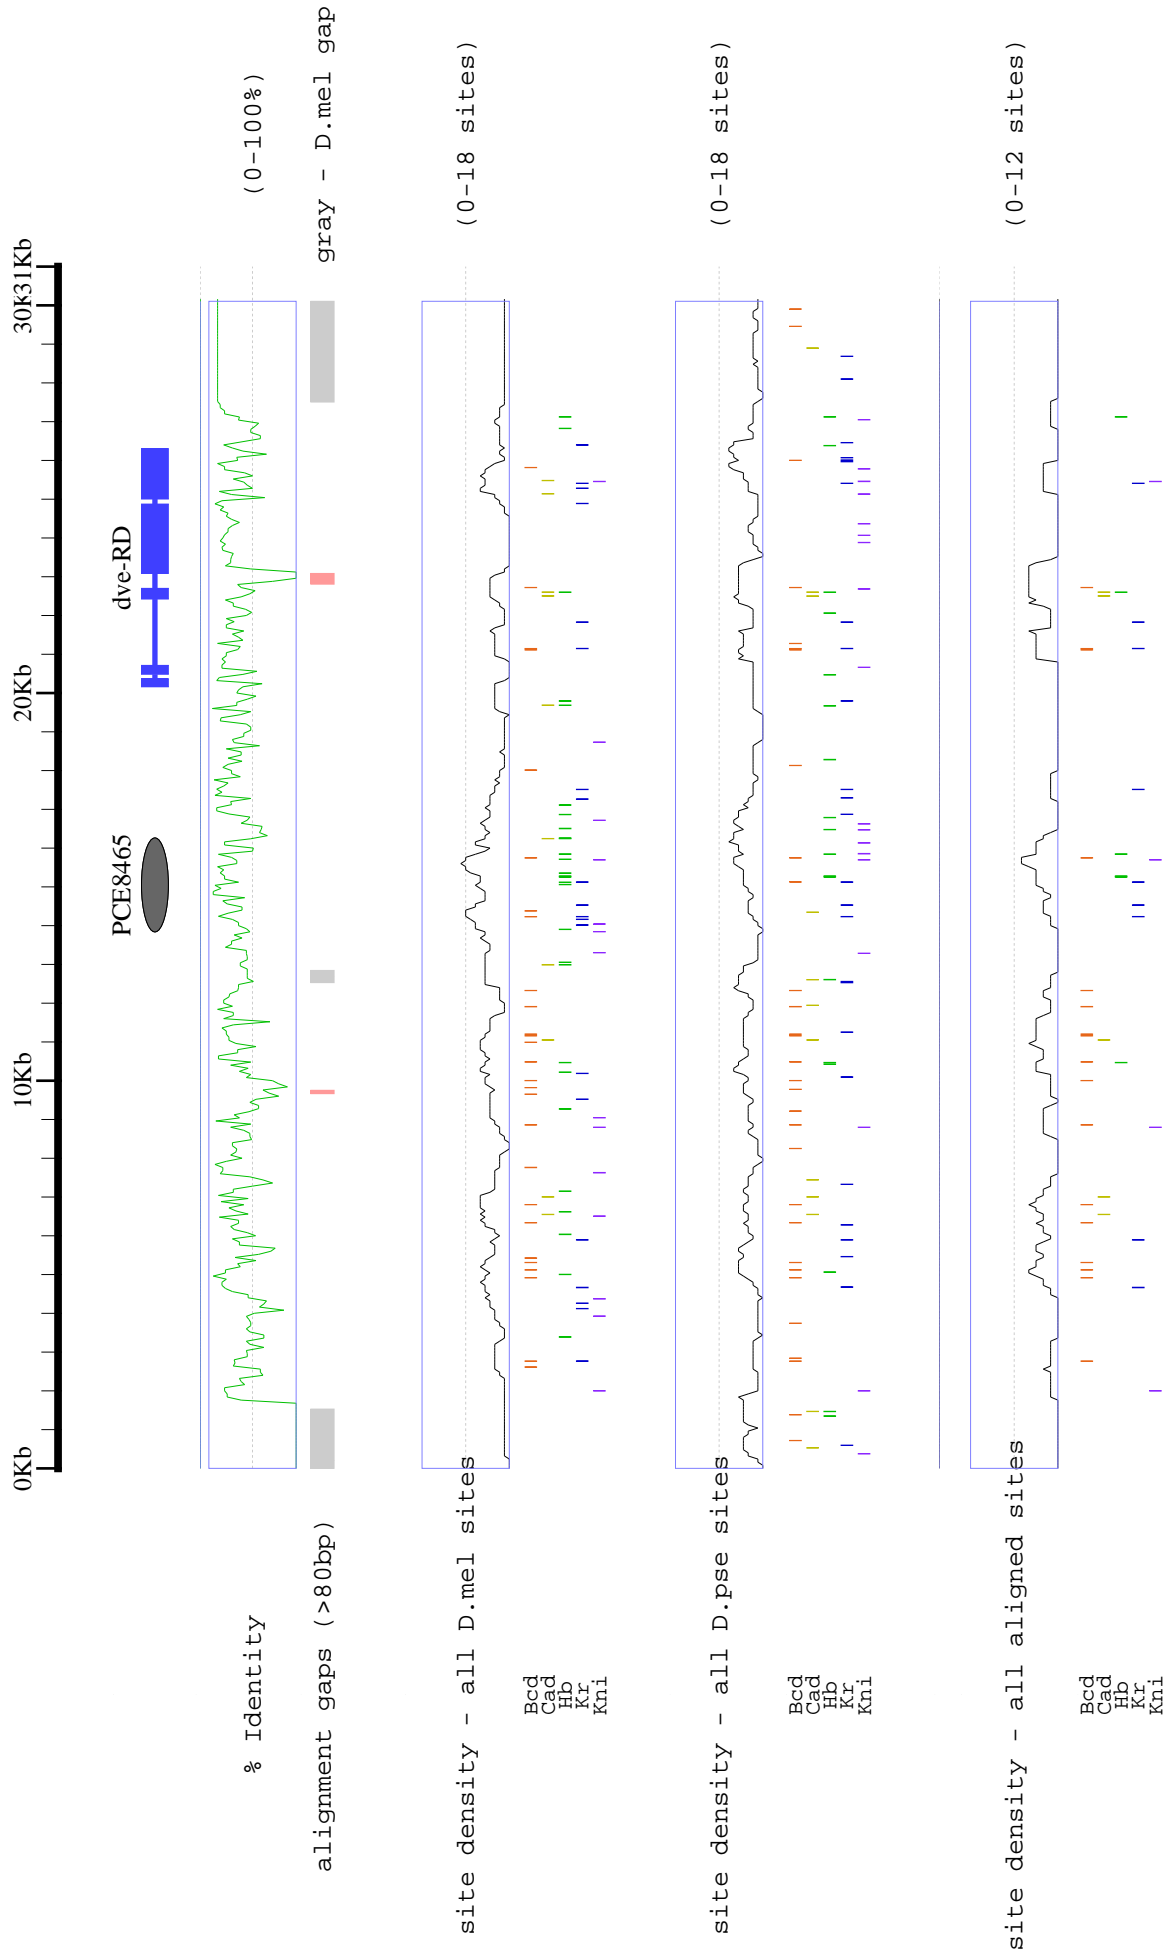 0Kb 10Kb 20Kb 30K 31Kb
PCE8465 dve-RD
% Identity (0-100%)
alignment gaps (>80bp) gray - D.mel gap
site density - all D.mel sites (0-18 sites)
Bcd
Cad
Hb
Kr
Kni
site density - all D.pse sites (0-18 sites)
Bcd
Cad
Hb
Kr
Kni
site density - all aligned sites (0-12 sites)
Bcd
Cad
Hb
Kr
Kni